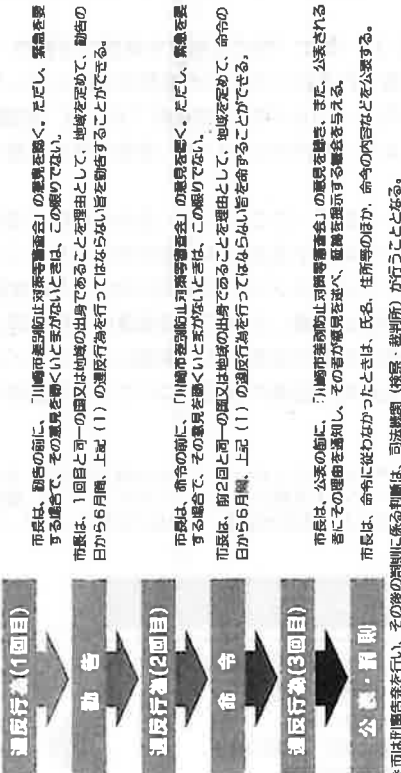 違反行為(1回目)
市長は、勧告の前に、「川崎市差別防止対策等審査会」の意見を聴く。ただし、緊急を要
する場合で、その意見を聴くいとまがないときは、この限りでない。
勧 告
市長は、1回目と同一の国又は地域の出身であることを理由として、地域を定めて、勧告の
日から6月間、上記(1)の違反行為を行ってはならない旨を勧告することができる。
違反行為(2回目)
市長は、命令の前に、「川崎市差別防止対策等審査会」の意見を聴く。ただし、緊急を要
する場合で、その意見を聴くいとまがないときは、この限りでない。
命 令
市長は、前2回と同一の国又は地域の出身であることを理由として、地域を定めて、命令の
日から6月間、上記(1)の違反行為を行ってはならない旨を命ずることができる。
違反行為(3回目)
市長は、公表の前に、「川崎市差別防止対策等審査会」の意見を聴き、また、公表される
者にその理由を通知し、その者が意見を述べ、証拠を提示する機会を与える。
公 表・罰 則
市長は、命令に従わなかったときは、氏名、住所等のほか、命令の内容などを公表する。
市は刑事告発を行い、その後の罰則に係る判断は、司法機関(検察・裁判所)が行うこととなる。